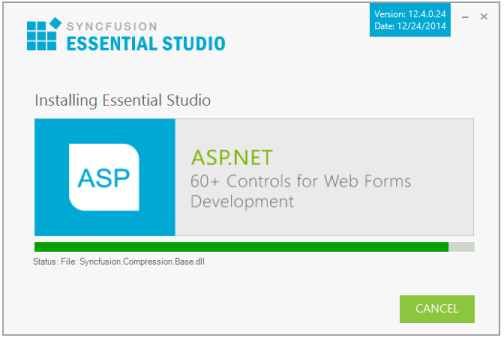 SYNCFUSION
ESSENTIAL STUDIO
Version: 12.4.0.24
Date: 12/24/2014
Installing Essential Studio
ASP
ASP.NET
60+ Controls for Web Forms
Development
Status: File: Syncfusion.Compression.Base.dll
CANCEL